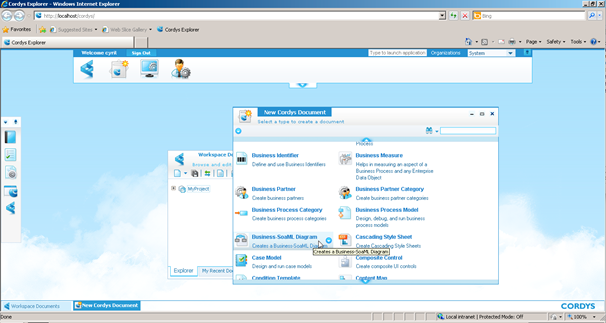 Cordys Explorer - Windows Internet Explorer
http://localhost/cordys/
Bing
Favorites
Suggested Sites
Web Slice Gallery
Cordys Explorer
Cordys Explorer
Page
Safety
Tools
Welcome cyril
Sign Out
Type to launch application
Organizations:
System
New Cordys Document
Select a type to create a document
Process
Business Identifier
Define and use Business Identifiers
Business Measure
Helps in measuring an aspect of a
Business Process and any Enterprise
Data Object
Business Partner
Create business partners
Business Partner Category
Create business partner categories
Business Process Category
Create business process categories
Business Process Model
Design, debug, and run business
process models
Business-SoaML Diagram
Creates a Business-SoaML Diagram
Cascading Style Sheet
Create Cascading Style Sheets
Creates a Business-SoaML Diagram
Case Model
Design and run case models
Composite Control
Create composite UI controls
Condition Template
Content Map
Workspace Docum
Browse and edit
MyProject
Explorer
My Recent Do
Workspace Documents
New Cordys Document
CORDYS
Done
Local intranet | Protected Mode: Off
100%